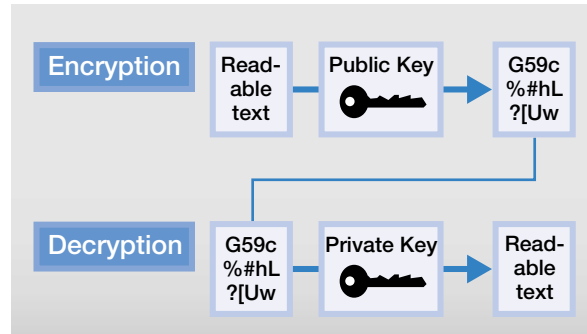 Encryption
Read-
able
text
Public Key
G59c
%#hL
?[Uw
Decryption
G59c
%#hL
?[Uw
Private Key
Read-
able
text